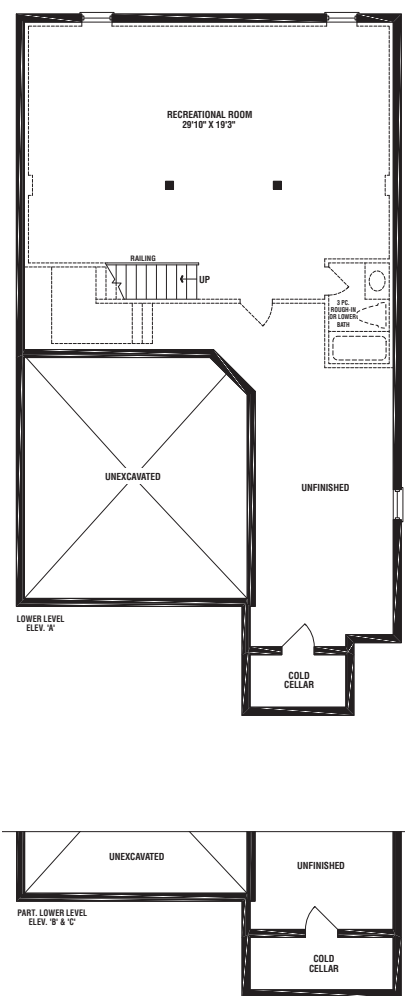 RECREATIONAL ROOM
29'10" X 19'3"
RAILING
UP
3 PC.
ROUGH-IN
OR LOWER
BATH
UNEXCAVATED
UNFINISHED
LOWER LEVEL
ELEV. 'A'
COLD
CELLAR
UNEXCAVATED
UNFINISHED
PART. LOWER LEVEL
ELEV. 'B' & 'C'
COLD
CELLAR